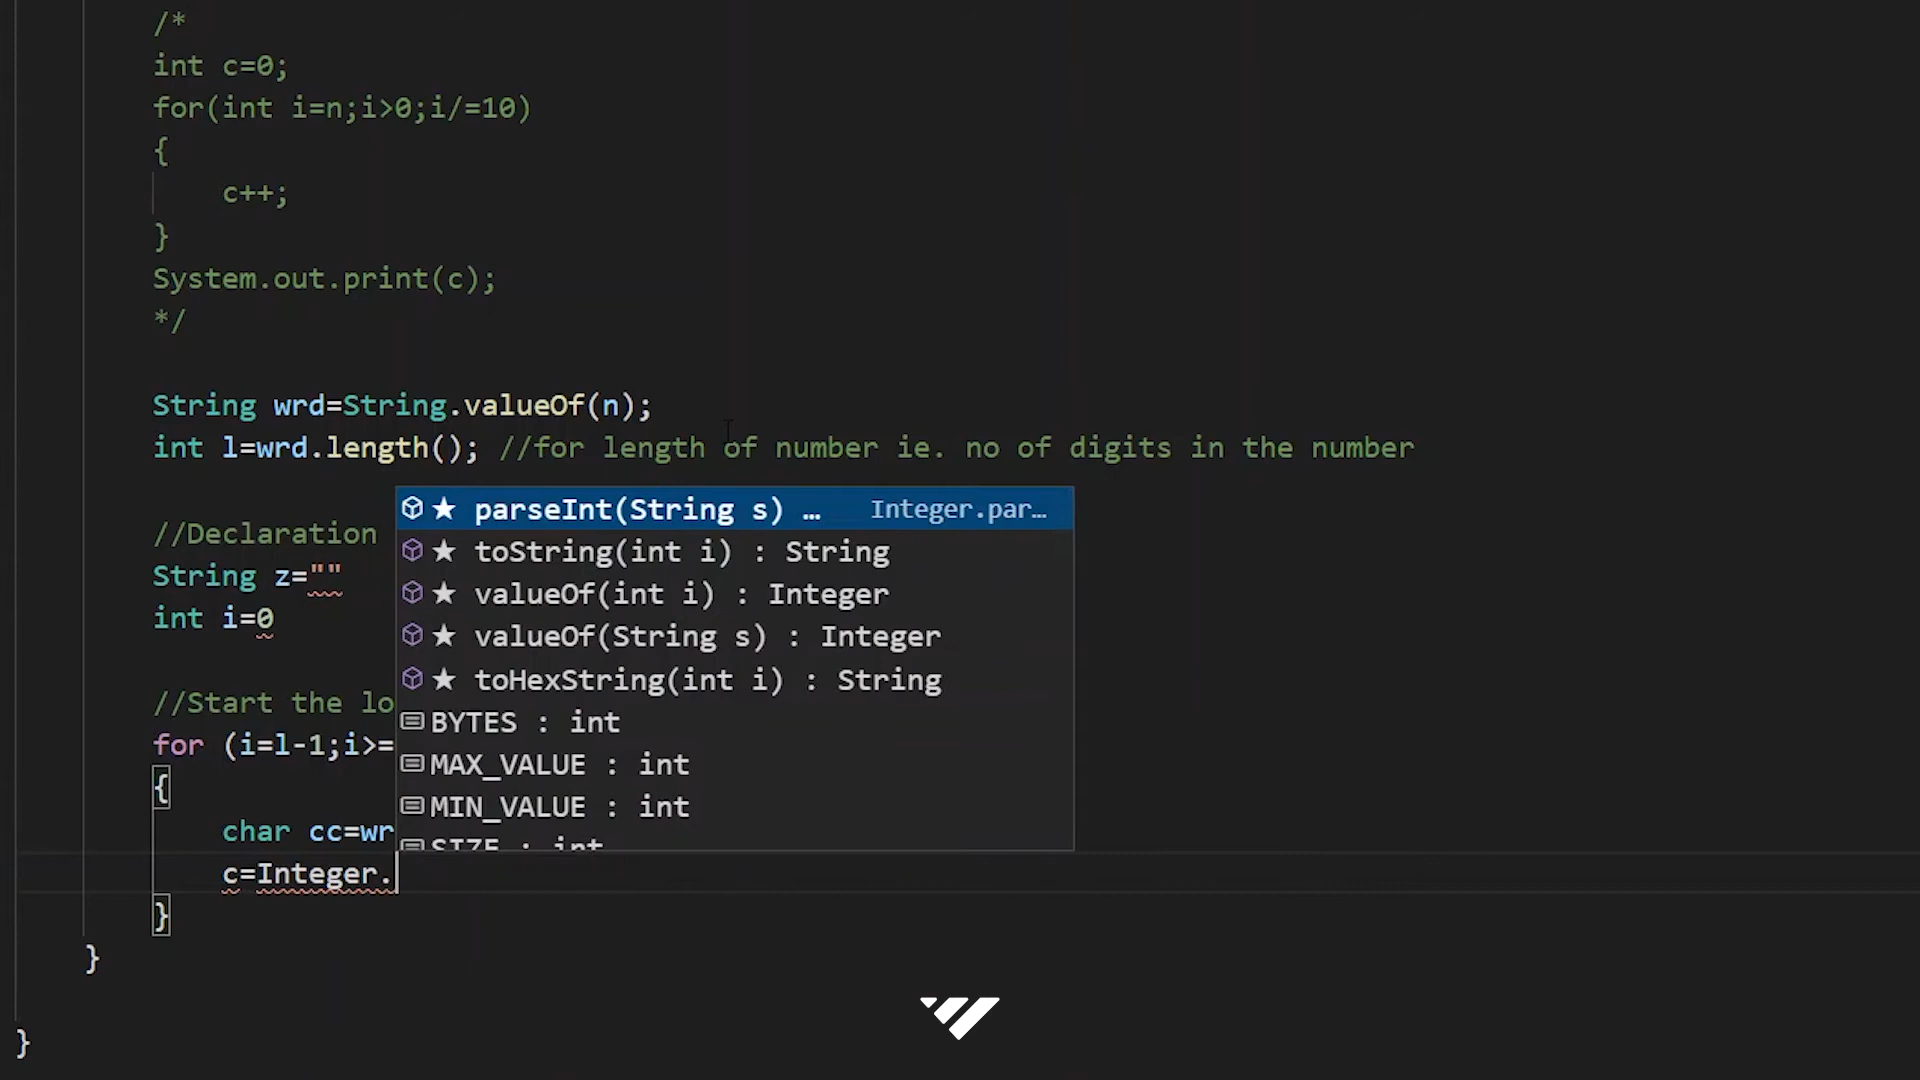 /*
int c=0;
for(int i=n;i>0;i/=10)
{
c++;
}
System.out.print(c);
*/
String wrd=String.valueOf(n);
int l=wrd.length(); //for length of number ie. no of digits in the number
//Declaration
String z=""
int i=0
//Start the lo
for (i=l-1;i>=
{
char cc=wr
c=Integer.
}
}
}
★ parseInt(String s) … Integer.par…
★ toString(int i) : String
★ valueOf(int i) : Integer
★ valueOf(String s) : Integer
★ toHexString(int i) : String
BYTES : int
MAX_VALUE : int
MIN_VALUE : int
SIZE : int